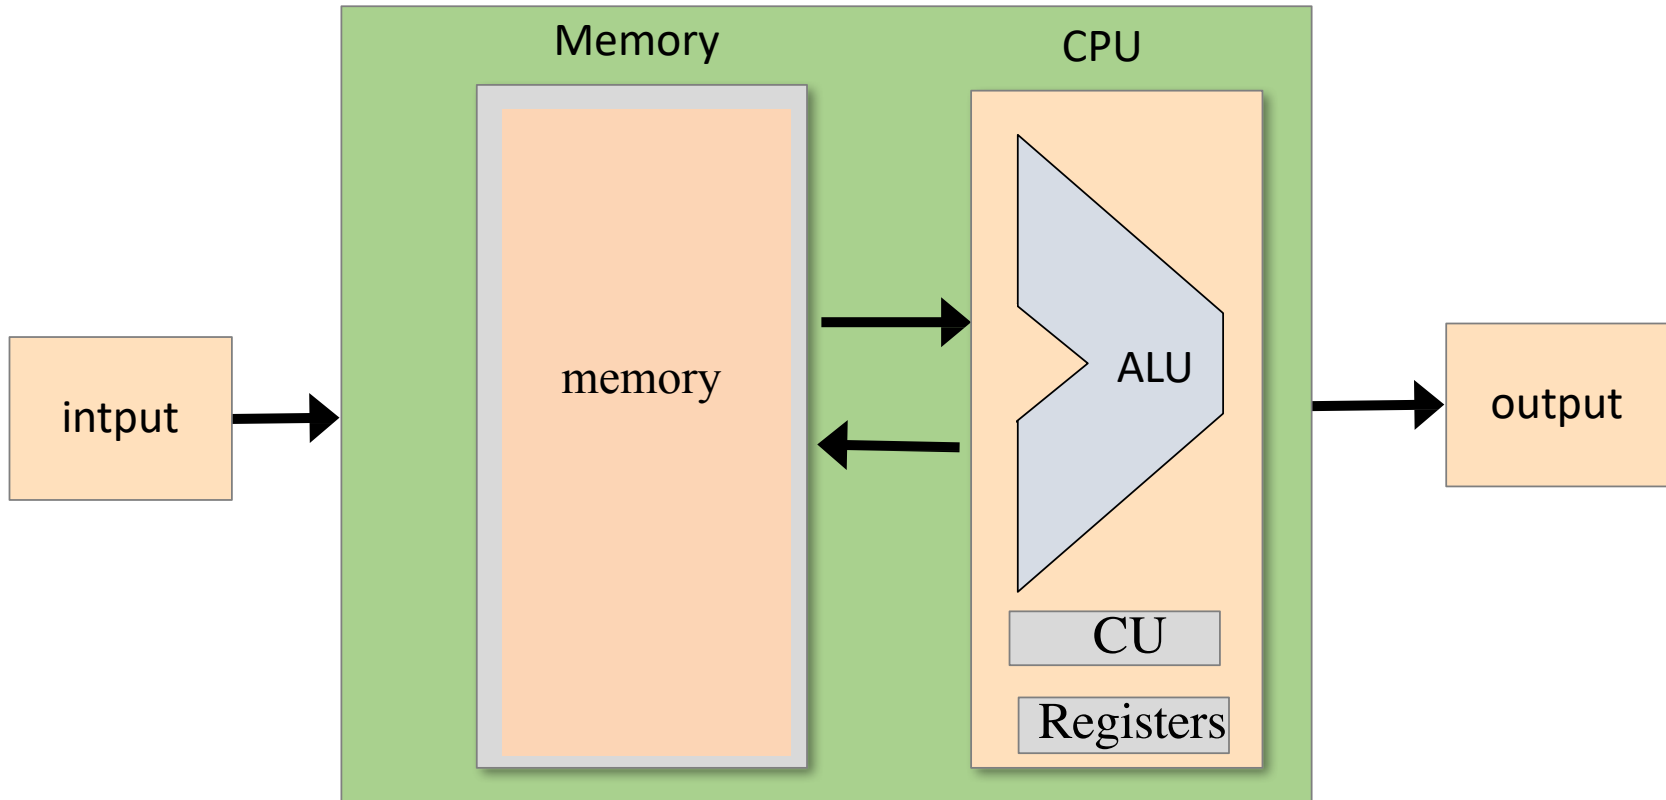 Memory
CPU
intput
memory
ALU
output
CU
Registers